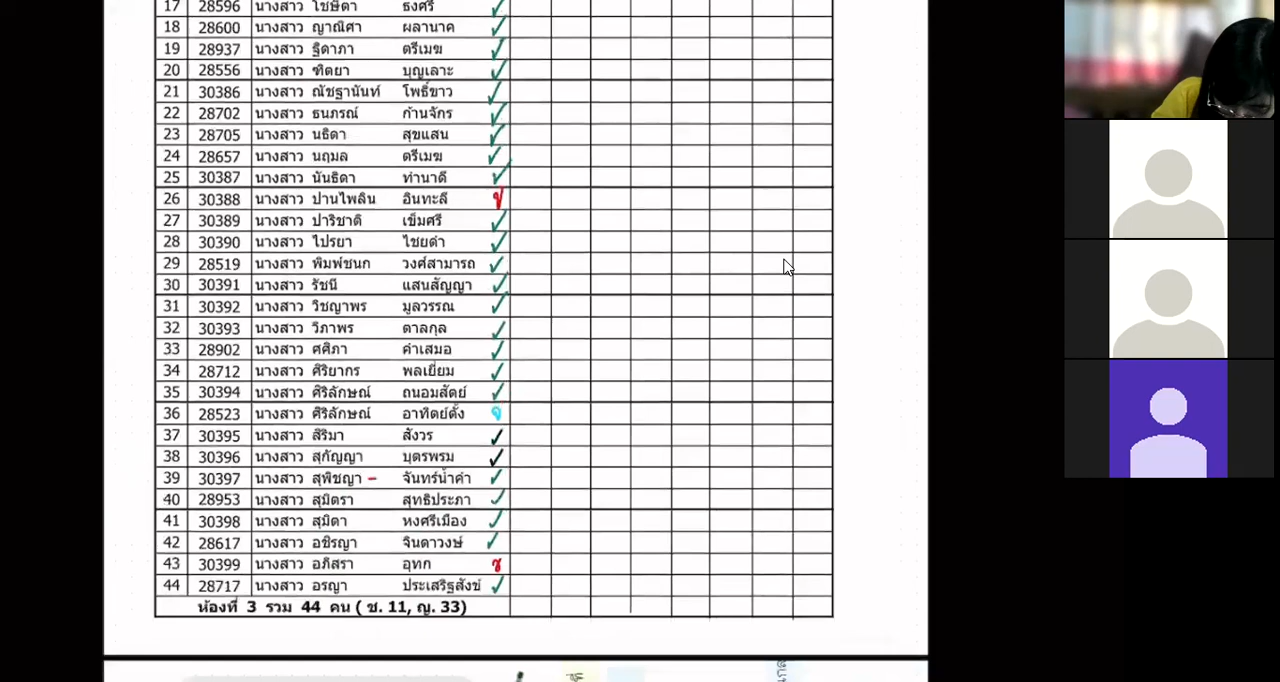 17 28596 นางสาว โชษิตา ธงศรี ✓
18 28600 นางสาว ญาณิศา ผลานาค ✓
19 28937 นางสาว ฐิดาภา ตรีเมฆ ✓
20 28556 นางสาว ฑิตยา บุญเลาะ ✓
21 30386 นางสาว ณัชฐานันท์ โพธิ์ขาว ✓
22 28702 นางสาว ธนภรณ์ ก้านจักร ✓
23 28705 นางสาว นธิดา สุขแสน ✓
24 28657 นางสาว นฤมล ตรีเมฆ ✓
25 30387 นางสาว นันธิดา ทำนาดี ✓
26 30388 นางสาว ปานไพลิน อินทะลี ป
27 30389 นางสาว ปาริชาติ เข็มศรี ✓
28 30390 นางสาว ไปรยา ไชยดำ ✓
29 28519 นางสาว พิมพ์ชนก วงศ์สามารถ ✓
30 30391 นางสาว รัชนี แสนสัญญา ✓
31 30392 นางสาว วิชญาพร มูลวรรณ ✓
32 30393 นางสาว วิภาพร ตาลกุล ✓
33 28902 นางสาว ศศิภา คำเสมอ ✓
34 28712 นางสาว ศิริยากร พลเยี่ยม ✓
35 30394 นางสาว ศิริลักษณ์ ถนอมสัตย์ ✓
36 28523 นางสาว ศิริลักษณ์ อาทิตย์ตั้ง
37 30395 นางสาว สิริมา สังวร ✓
38 30396 นางสาว สุกัญญา บุตรพรม ✓
39 30397 นางสาว สุพิชญา - จันทร์น้ำคำ ✓
40 28953 นางสาว สุมิตรา สุทธิประภา ✓
41 30398 นางสาว สุมิตา หงศรีเมือง ✓
42 28617 นางสาว อชิรญา จินดาวงษ์ ✓
43 30399 นางสาว อภิสรา อุทก ช
44 28717 นางสาว อรญา ประเสริฐสังข์ ✓
ห้องที่ 3 รวม 44 คน ( ช. 11, ญ. 33)